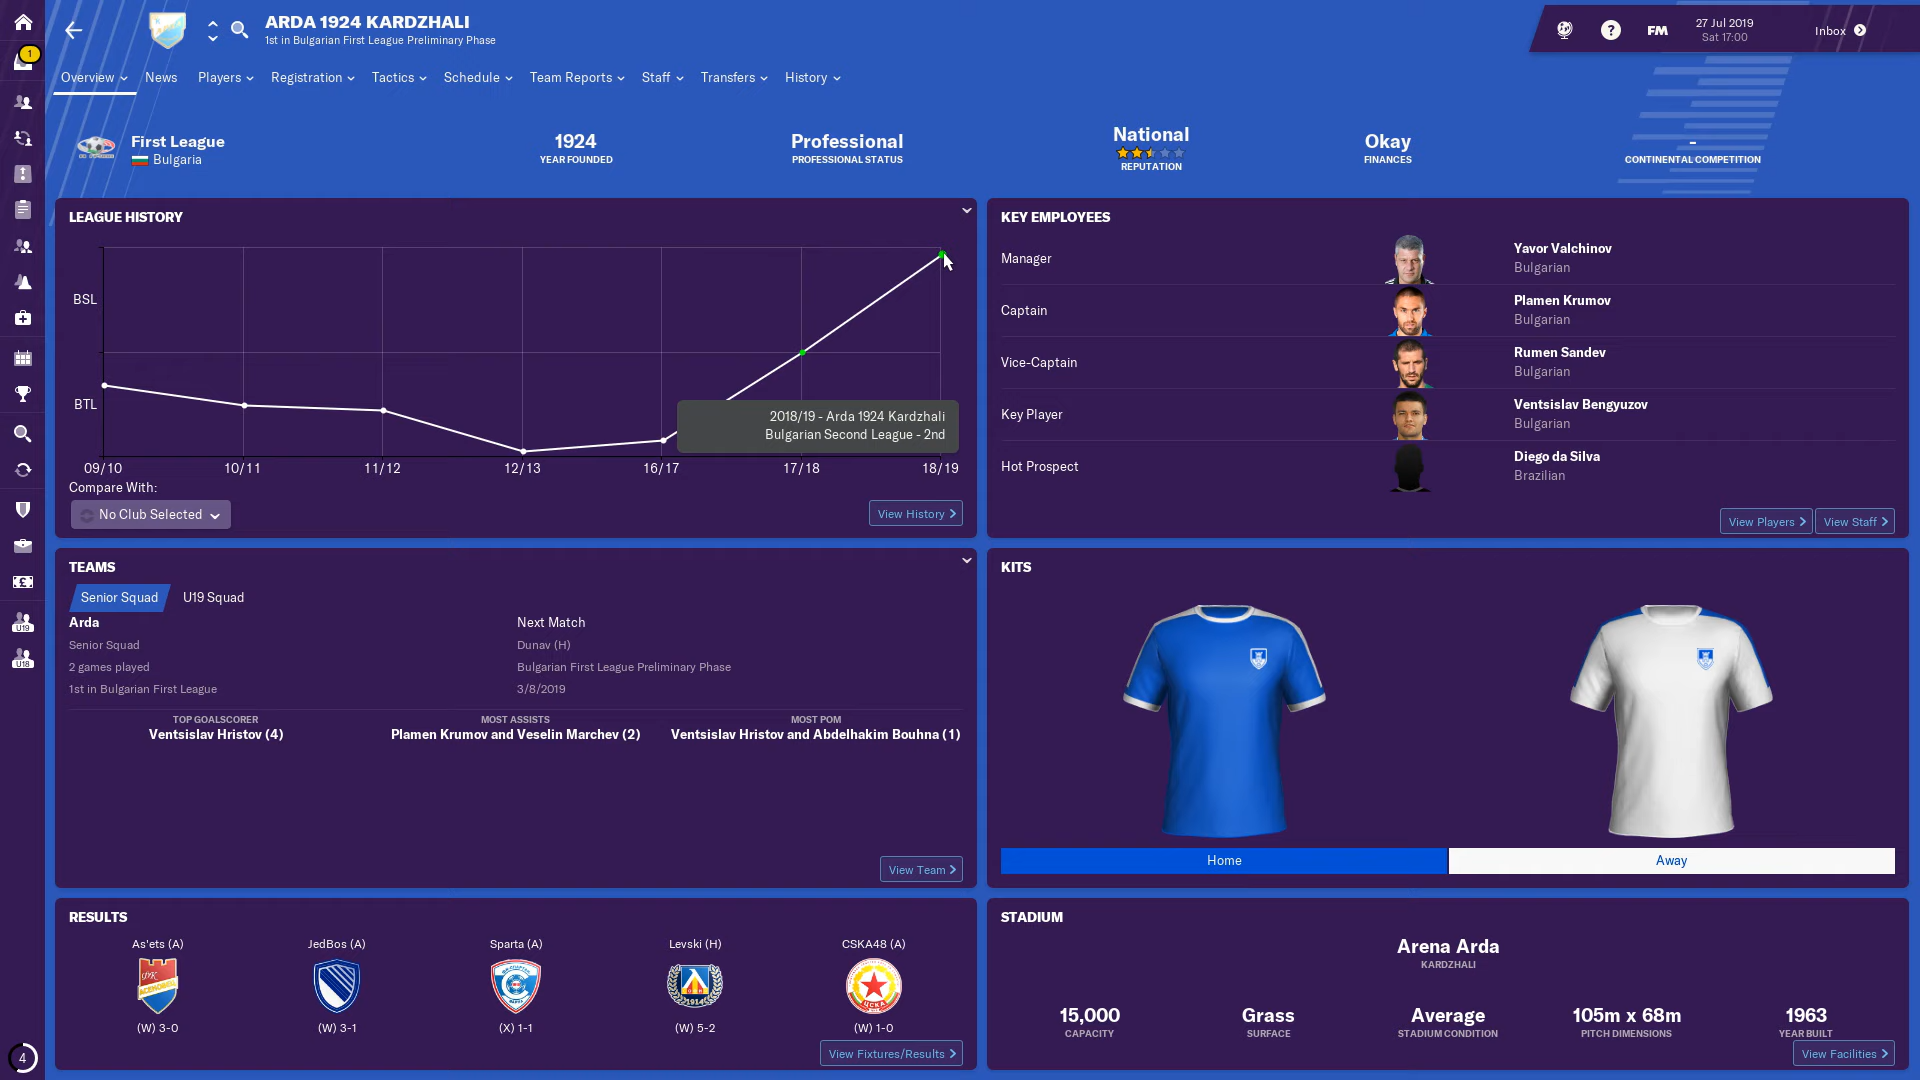 ARDA 1924 KARDZHALI
1st in Bulgarian First League Preliminary Phase
1
?
FM
27 Jul 2019
Sat 17:00
Inbox
Overview
News
Players
Registration
Tactics
Schedule
Team Reports
Staff
Transfers
History
First League
Bulgaria
1924
YEAR FOUNDED
Professional
PROFESSIONAL STATUS
National
REPUTATION
Okay
FINANCES
-
CONTINENTAL COMPETITION
LEAGUE HISTORY
BSL
BTL
2018/19 - Arda 1924 Kardzhali
Bulgarian Second League - 2nd
09/10 10/11 11/12 12/13 16/17 17/18 18/19
Compare With:
No Club Selected
View History
KEY EMPLOYEES
Manager
Yavor Valchinov
Bulgarian
Captain
Plamen Krumov
Bulgarian
Vice-Captain
Rumen Sandev
Bulgarian
Key Player
Ventsislav Bengyuzov
Bulgarian
Hot Prospect
Diego da Silva
Brazilian
View Players
View Staff
TEAMS
Senior Squad
U19 Squad
Arda
Senior Squad
2 games played
1st in Bulgarian First League
Next Match
Dunav (H)
Bulgarian First League Preliminary Phase
3/8/2019
TOP GOALSCORER
Ventsislav Hristov (4)
MOST ASSISTS
Plamen Krumov and Veselin Marchev (2)
MOST POM
Ventsislav Hristov and Abdelhakim Bouhna (1)
View Team
KITS
Home
Away
RESULTS
As'ets (A)
JedBos (A)
Sparta (A)
Levski (H)
CSKA48 (A)
1914
ЦСКА
(W) 3-0
(W) 3-1
(X) 1-1
(W) 5-2
(W) 1-0
View Fixtures/Results
STADIUM
Arena Arda
KARDZHALI
15,000
CAPACITY
Grass
SURFACE
Average
STADIUM CONDITION
105m x 68m
PITCH DIMENSIONS
1963
YEAR BUILT
View Facilities
U19
U18
4